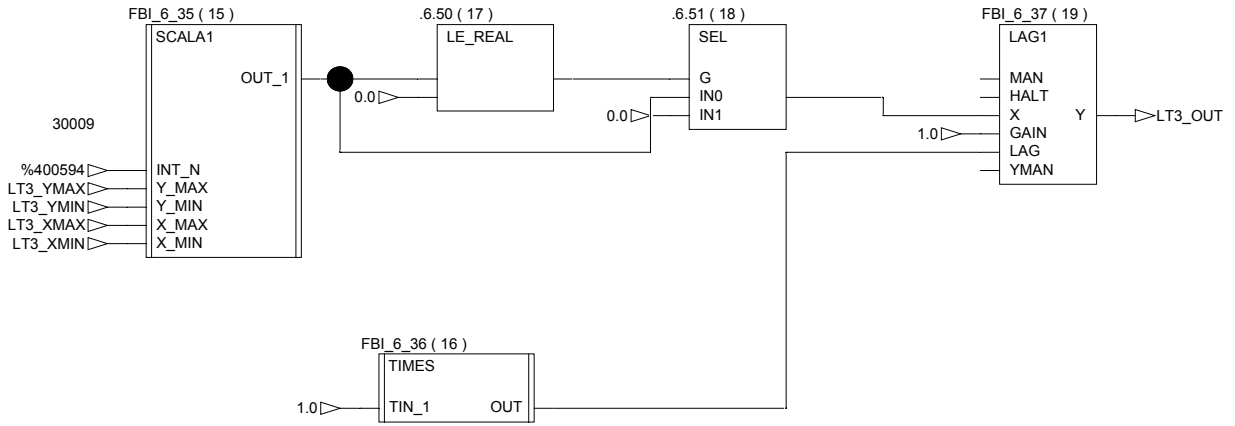 FBI_6_35 ( 15 )
SCALA1
OUT_1
30009
%400594 INT_N
LT3_YMAX Y_MAX
LT3_YMIN Y_MIN
LT3_XMAX X_MAX
LT3_XMIN X_MIN
.6.50 ( 17 )
LE_REAL
0.0
.6.51 ( 18 )
SEL
G
IN0
0.0 IN1
FBI_6_37 ( 19 )
LAG1
MAN
HALT
X Y LT3_OUT
1.0 GAIN
LAG
YMAN
FBI_6_36 ( 16 )
TIMES
1.0 TIN_1 OUT